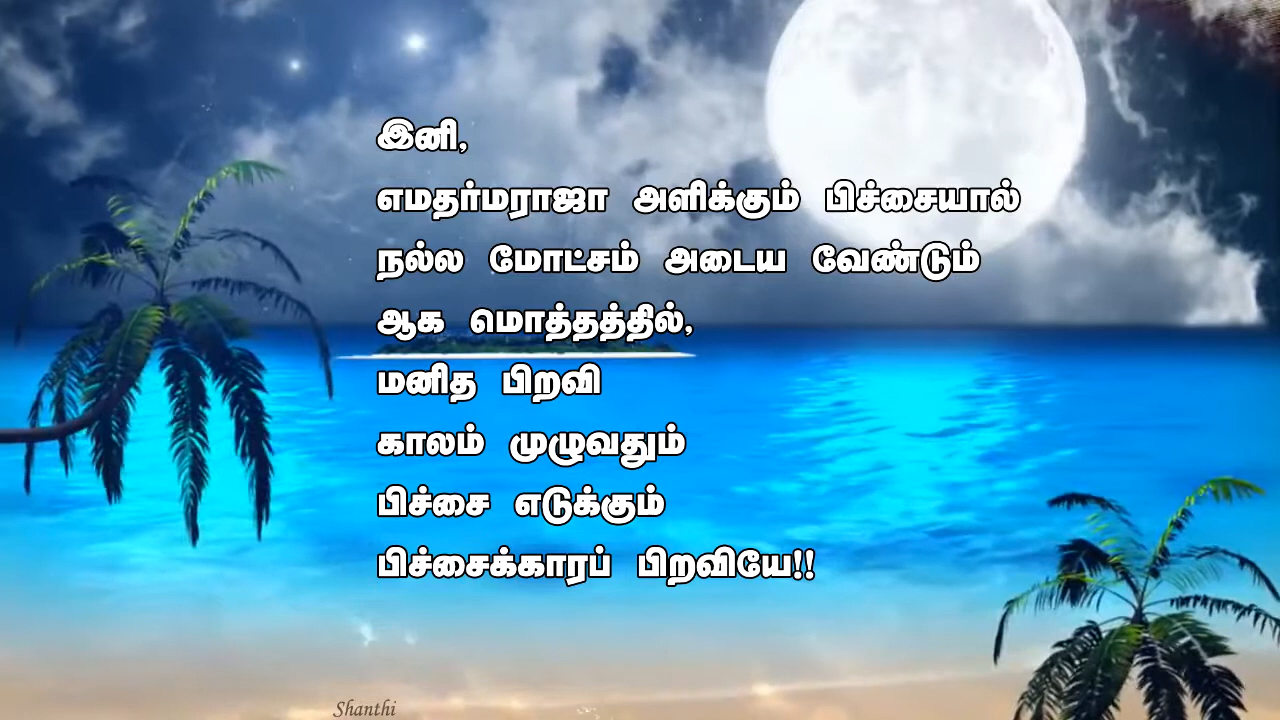 இனி,
எமதர்மராஜா அளிக்கும் பிச்சையால்
நல்ல மோட்சம் அடைய வேண்டும்
ஆக மொத்தத்தில்,
மனித பிறவி
காலம் முழுவதும்
பிச்சை எடுக்கும்
பிச்சைக்காரப் பிறவியே!!
Shanthi